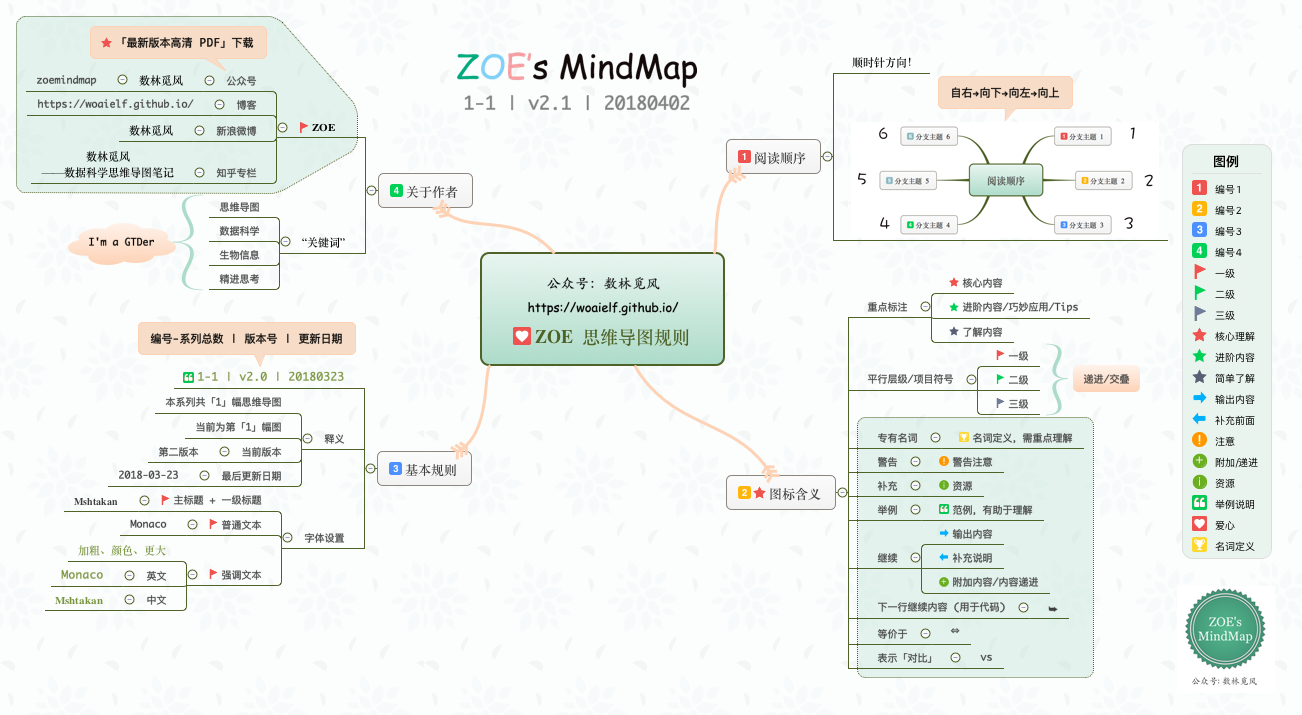 ZOE's MindMap
1-1 | v2.1 | 20180402
公众号: 数林觅风
https://woaielf.github.io/
ZOE 思维导图规则
1 阅读顺序
顺时针方向!
自右→向下→向左→向上
6
6 分支主题 6
1 分支主题 1
1
5
5 分支主题 5
阅读顺序
2 分支主题 2
2
4
4 分支主题 4
3 分支主题 3
3
2 图标含义
重点标注
核心内容
进阶内容/巧妙应用/Tips
了解内容
平行层级/项目符号
一级
二级
三级
递进/交叠
专有名词
名词定义, 需重点理解
警告
警告注意
补充
资源
举例
范例, 有助于理解
继续
输出内容
补充说明
附加内容/内容递进
下一行继续内容 (用于代码)
➥
等价于
⇔
表示「对比」
vs
3 基本规则
编号-系列总数 | 版本号 | 更新日期
1-1 | v2.0 | 20180323
释义
本系列共「1」幅思维导图
当前为第「1」幅图
当前版本
第二版本
最后更新日期
2018-03-23
字体设置
主标题 + 一级标题
Mshtakan
普通文本
Monaco
强调文本
加粗、颜色、更大
英文
Monaco
中文
Mshtakan
4 关于作者
ZOE
「最新版本高清 PDF」下载
公众号
数林觅风
zoemindmap
博客
https://woaielf.github.io/
新浪微博
数林觅风
知乎专栏
数林觅风
——数据科学思维导图笔记
“关键词”
思维导图
数据科学
生物信息
精进思考
I'm a GTDer
图例
1 编号1
2 编号2
3 编号3
4 编号4
一级
二级
三级
核心理解
进阶内容
简单了解
输出内容
补充前面
注意
附加/递进
资源
举例说明
爱心
名词定义
ZOE's
MindMap
公众号: 数林觅风